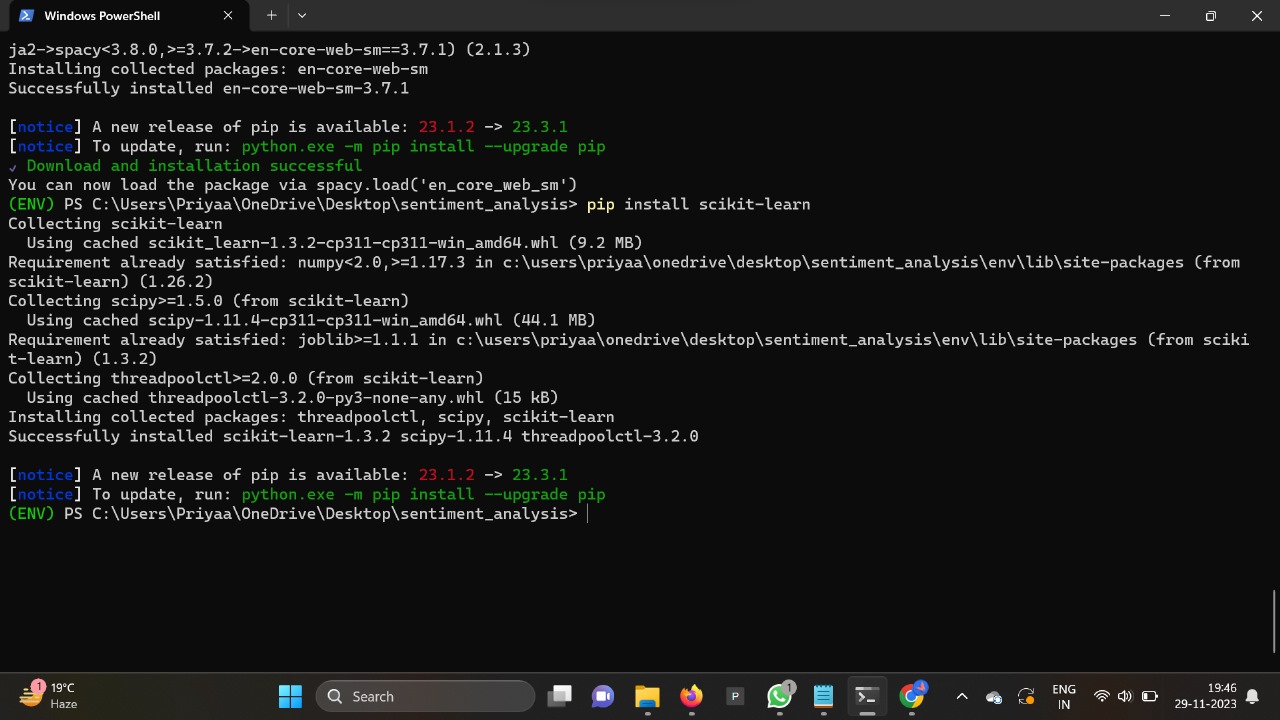 Windows PowerShell
ja2->spacy<3.8.0,>=3.7.2->en-core-web-sm==3.7.1) (2.1.3)
Installing collected packages: en-core-web-sm
Successfully installed en-core-web-sm-3.7.1
[notice] A new release of pip is available: 23.1.2 -> 23.3.1
[notice] To update, run: python.exe -m pip install --upgrade pip
✔ Download and installation successful
You can now load the package via spacy.load('en_core_web_sm')
(ENV) PS C:\Users\Priyaa\OneDrive\Desktop\sentiment_analysis> pip install scikit-learn
Collecting scikit-learn
  Using cached scikit_learn-1.3.2-cp311-cp311-win_amd64.whl (9.2 MB)
Requirement already satisfied: numpy<2.0,>=1.17.3 in c:\users\priyaa\onedrive\desktop\sentiment_analysis\env\lib\site-packages (from
scikit-learn) (1.26.2)
Collecting scipy>=1.5.0 (from scikit-learn)
  Using cached scipy-1.11.4-cp311-cp311-win_amd64.whl (44.1 MB)
Requirement already satisfied: joblib>=1.1.1 in c:\users\priyaa\onedrive\desktop\sentiment_analysis\env\lib\site-packages (from sciki
t-learn) (1.3.2)
Collecting threadpoolctl>=2.0.0 (from scikit-learn)
  Using cached threadpoolctl-3.2.0-py3-none-any.whl (15 kB)
Installing collected packages: threadpoolctl, scipy, scikit-learn
Successfully installed scikit-learn-1.3.2 scipy-1.11.4 threadpoolctl-3.2.0
[notice] A new release of pip is available: 23.1.2 -> 23.3.1
[notice] To update, run: python.exe -m pip install --upgrade pip
(ENV) PS C:\Users\Priyaa\OneDrive\Desktop\sentiment_analysis>
1
19°C
Haze
Search
P
1
ENG
IN
19:46
29-11-2023